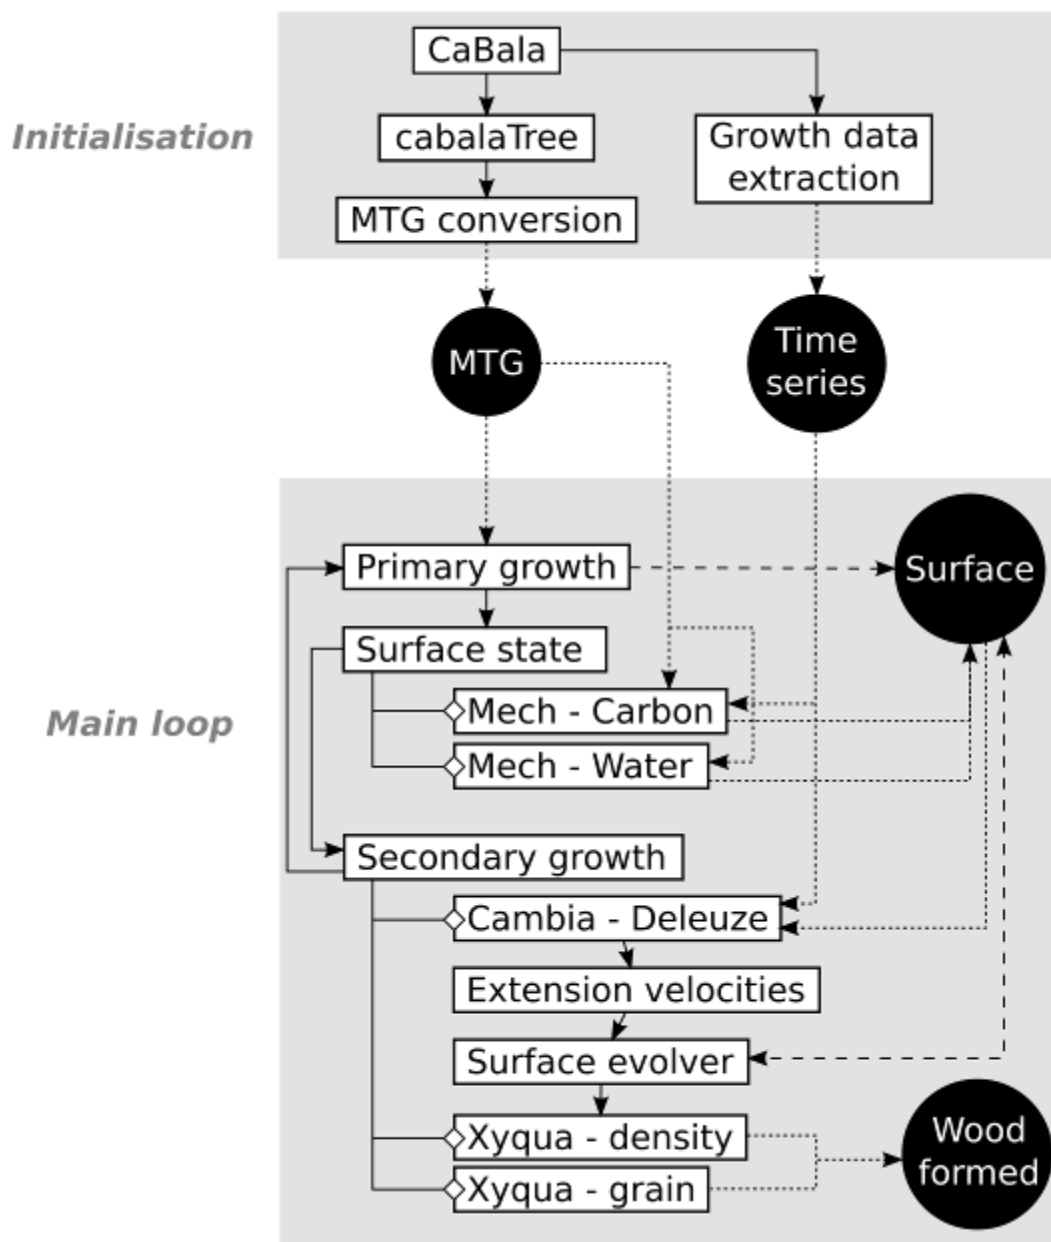 CaBala
Initialisation
cabalaTree
Growth data
extraction
MTG conversion
MTG
Time
series
Primary growth
Surface
Surface state
Main loop
Mech - Carbon
Mech - Water
Secondary growth
Cambia - Deleuze
Extension velocities
Surface evolver
Xyqua - density
Xyqua - grain
Wood
formed